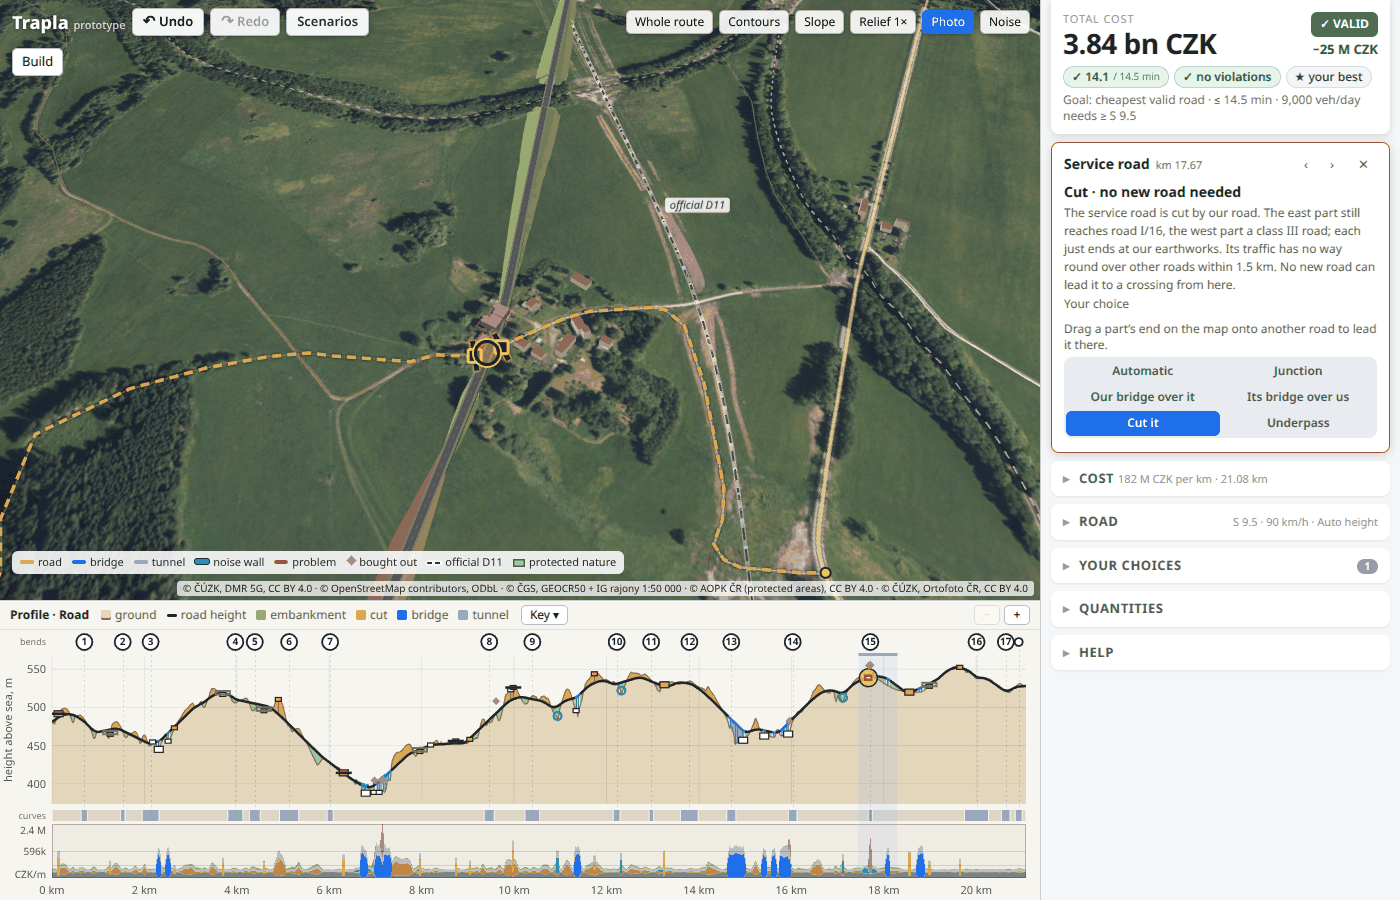 Trapla prototype
↶ Undo
↷ Redo
Scenarios
Whole route
Contours
Slope
Relief 1×
Photo
Noise
Build
official D11
road
bridge
tunnel
noise wall
problem
bought out
official D11
protected nature
© ČÚZK, DMR 5G, CC BY 4.0 · © OpenStreetMap contributors, ODbL · © ČGS, GEOCR50 + IG rajony 1:50 000 · © AOPK ČR (protected areas), CC BY 4.0 · © ČÚZK, Ortofoto ČR, CC BY 4.0
TOTAL COST
✓ VALID
3.84 bn CZK
−25 M CZK
✓ 14.1 / 14.5 min
✓ no violations
★ your best
Goal: cheapest valid road · ≤ 14.5 min · 9,000 veh/day
needs ≥ S 9.5
Service road km 17.67
‹ › ✕
Cut · no new road needed
The service road is cut by our road. The east part still
reaches road I/16, the west part a class III road; each
just ends at our earthworks. Its traffic has no way
round over other roads within 1.5 km. No new road can
lead it to a crossing from here.
Your choice
Drag a part's end on the map onto another road to lead
it there.
Automatic
Junction
Our bridge over it
Its bridge over us
Cut it
Underpass
▶ COST 182 M CZK per km · 21.08 km
▶ ROAD S 9.5 · 90 km/h · Auto height
▶ YOUR CHOICES 1
▶ QUANTITIES
▶ HELP
Profile · Road
ground
road height
embankment
cut
bridge
tunnel
Key ▾
− +
bends 1 2 3 4 5 6 7 8 9 10 11 12 13 14 15 16 17
height above sea, m
550
500
450
400
curves
2.4 M
596k
CZK/m
0 km 2 km 4 km 6 km 8 km 10 km 12 km 14 km 16 km 18 km 20 km